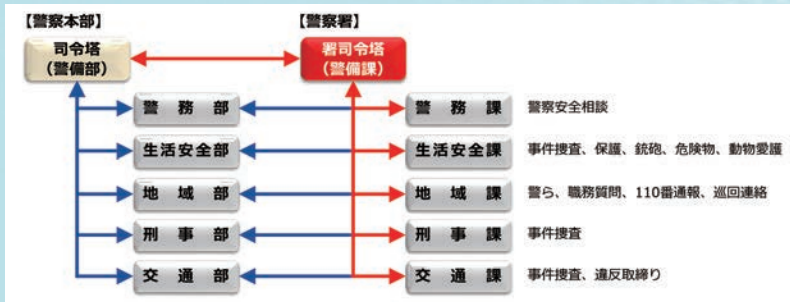 【警察本部】 【警察署】
司令塔 署司令塔
（警備部） （警備課）
警務部 警務課 警察安全相談
生活安全部 生活安全課 事件捜査、保護、銃砲、危険物、動物愛護
地域部 地域課 警ら、職務質問、110番通報、巡回連絡
刑事部 刑事課 事件捜査
交通部 交通課 事件捜査、違反取締り